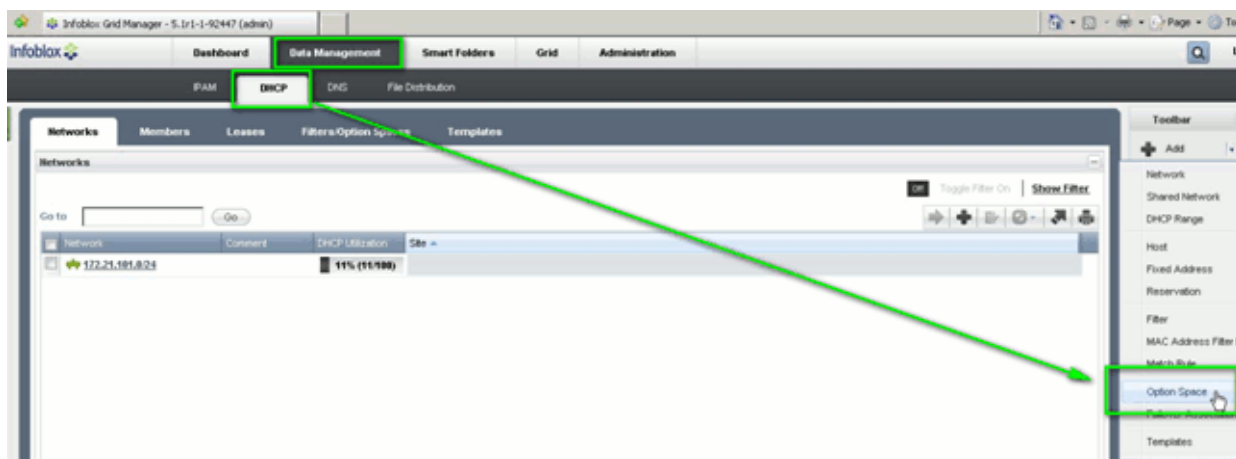 Infoblox Grid Manager - 5.1r1-1-92447 (admin)
Page
Infoblox
Dashboard Data Management Smart Folders Grid Administration
IPAM DHCP DNS File Distribution
Networks Members Leases Filters/Option Spaces Templates
Toolbar
Add
Networks
Off Toggle Filter On Show Filter
Go to Go
Network Comment DHCP Utilization Site
172.21.101.0/24 11% (11/100)
Network
Shared Network
DHCP Range
Host
Fixed Address
Reservation
Filter
MAC Address Filter
Match Rule
Option Space
Templates